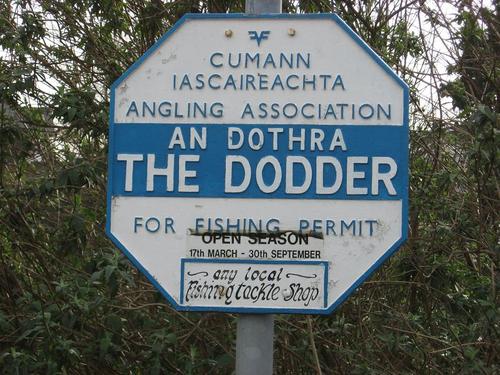 CUMANN
IASCAIREACHTA
ANGLING ASSOCIATION
AN DOTHRA
THE DODDER
FOR FISHING PERMIT
OPEN SEASON
17th MARCH - 30th SEPTEMBER
any local
fishing tackle Shop